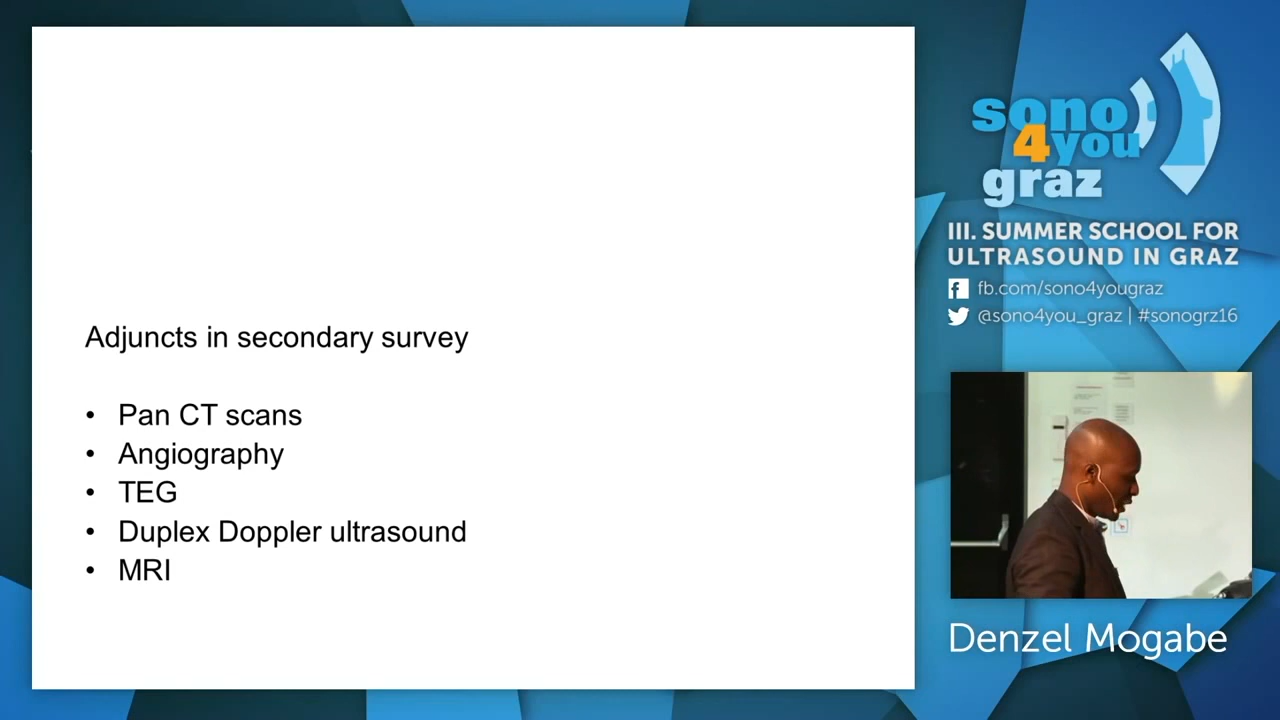 Adjuncts in secondary survey
• Pan CT scans
• Angiography
• TEG
• Duplex Doppler ultrasound
• MRI
sono
4you
graz
III. SUMMER SCHOOL FOR
ULTRASOUND IN GRAZ
fb.com/sono4yougraz
@sono4you_graz | #sonogrz16
Denzel Mogabe